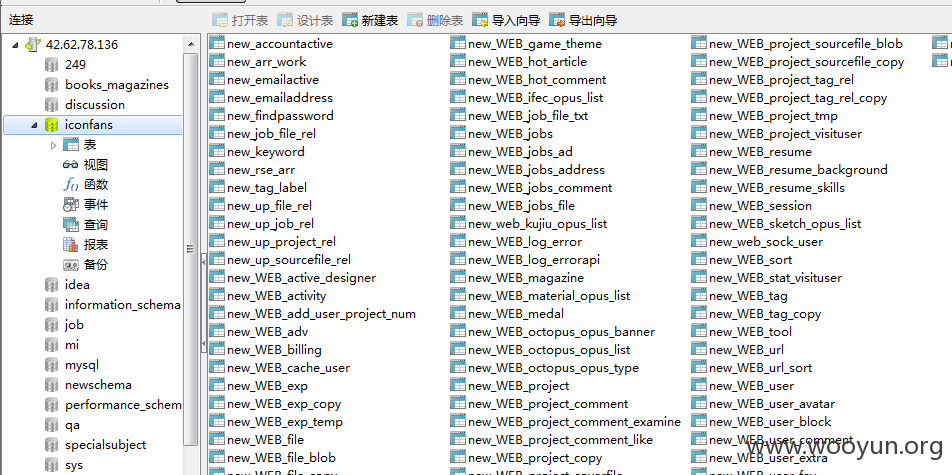 连接
打开表 设计表 新建表 删除表 导入向导 导出向导
42.62.78.136
249
books_magazines
discussion
iconfans
表
视图
函数
事件
查询
报表
备份
idea
information_schema
job
mi
mysql
newschema
performance_schem
qa
specialsubject
sys
new_accountactive
new_arr_work
new_emailactive
new_emailaddress
new_findpassword
new_job_file_rel
new_keyword
new_rse_arr
new_tag_label
new_up_file_rel
new_up_job_rel
new_up_project_rel
new_up_sourcefile_rel
new_WEB_active_designer
new_WEB_activity
new_WEB_add_user_project_num
new_WEB_adv
new_WEB_billing
new_WEB_cache_user
new_WEB_exp
new_WEB_exp_copy
new_WEB_exp_temp
new_WEB_file
new_WEB_file_blob
new_WEB_file_copy
new_WEB_game_theme
new_WEB_hot_article
new_WEB_hot_comment
new_WEB_ifec_opus_list
new_WEB_job_file_txt
new_WEB_jobs
new_WEB_jobs_ad
new_WEB_jobs_address
new_WEB_jobs_comment
new_WEB_jobs_file
new_web_kujiu_opus_list
new_WEB_log_error
new_WEB_log_errorapi
new_WEB_magazine
new_WEB_material_opus_list
new_WEB_medal
new_WEB_octopus_opus_banner
new_WEB_octopus_opus_list
new_WEB_octopus_opus_type
new_WEB_project
new_WEB_project_comment
new_WEB_project_comment_examine
new_WEB_project_comment_like
new_WEB_project_copy
new_WEB_project_sourcefile_blob
new_WEB_project_sourcefile_copy
new_WEB_project_tag_rel
new_WEB_project_tag_rel_copy
new_WEB_project_tmp
new_WEB_project_visituser
new_WEB_resume
new_WEB_resume_background
new_WEB_resume_skills
new_WEB_session
new_WEB_sketch_opus_list
new_web_sock_user
new_WEB_sort
new_WEB_stat_visituser
new_WEB_tag
new_WEB_tag_copy
new_WEB_tool
new_WEB_url
new_WEB_url_sort
new_WEB_user
new_WEB_user_avatar
new_WEB_user_block
new_WEB_user_comment
new_WEB_user_extra
www.wooyun.org